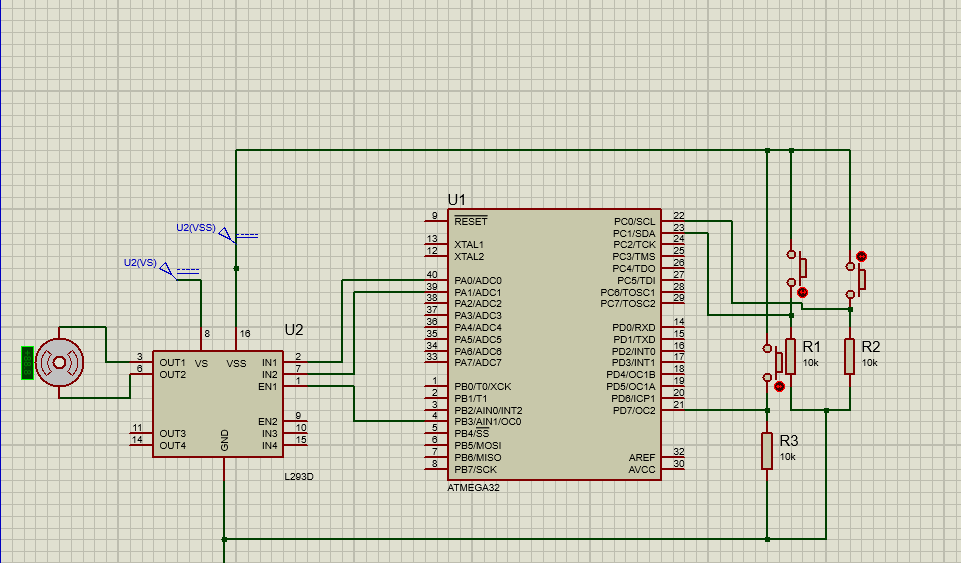 U2(VSS)
U2(VS)
U2
8
16
3
6
OUT1
OUT2
VS
VSS
IN1
IN2
EN1
2
7
1
11
14
OUT3
OUT4
GND
EN2
IN3
IN4
9
10
15
L293D
U1
9
RESET
13
XTAL1
12
XTAL2
40
PA0/ADC0
39
PA1/ADC1
38
PA2/ADC2
37
PA3/ADC3
36
PA4/ADC4
35
PA5/ADC5
34
PA6/ADC6
33
PA7/ADC7
1
PB0/T0/XCK
2
PB1/T1
3
PB2/AIN0/INT2
4
PB3/AIN1/OC0
5
PB4/SS
6
PB5/MOSI
7
PB6/MISO
8
PB7/SCK
PC0/SCL
22
PC1/SDA
23
PC2/TCK
24
PC3/TMS
25
PC4/TDO
26
PC5/TDI
27
PC6/TOSC1
28
PC7/TOSC2
29
PD0/RXD
14
PD1/TXD
15
PD2/INT0
16
PD3/INT1
17
PD4/OC1B
18
PD5/OC1A
19
PD6/ICP1
20
PD7/OC2
21
AREF
32
AVCC
30
ATMEGA32
R1
10k
R2
10k
R3
10k